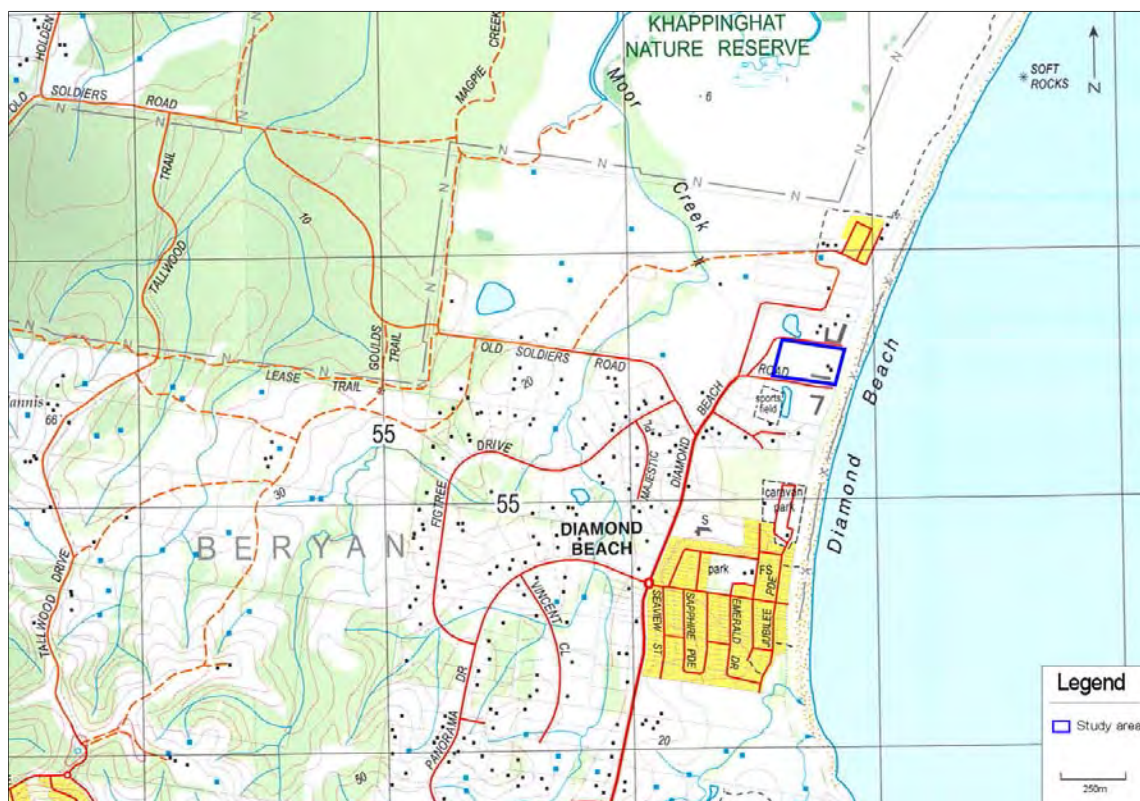 KHAPPINGHAT
NATURE RESERVE
SOFT
ROCKS
N
HOLDEN
OLD SOLDIERS ROAD
MAGPIE CREEK
Moor Creek
6
N
N
N
N
N
N
TRAIL
TALLWOOD
10
N
N
GOULDS
TRAIL
OLD SOLDIERS ROAD
LEASE TRAIL
N
N
N
20
ROAD
BEACH
DIAMOND
sports
field
Diamond Beach
66
55
DRIVE
PL
MAJESTIC
FIGTREE
30
55
caravan
park
S
BERYAN
DIAMOND
BEACH
park
FS
PDE
JUBILEE
EMERALD
DR
SAPPHIRE PDE
SEAVIEW ST
VINCENT CL
TALLWOOD DRIVE
PANORAMA DR
20
50
Legend
Study area
250m